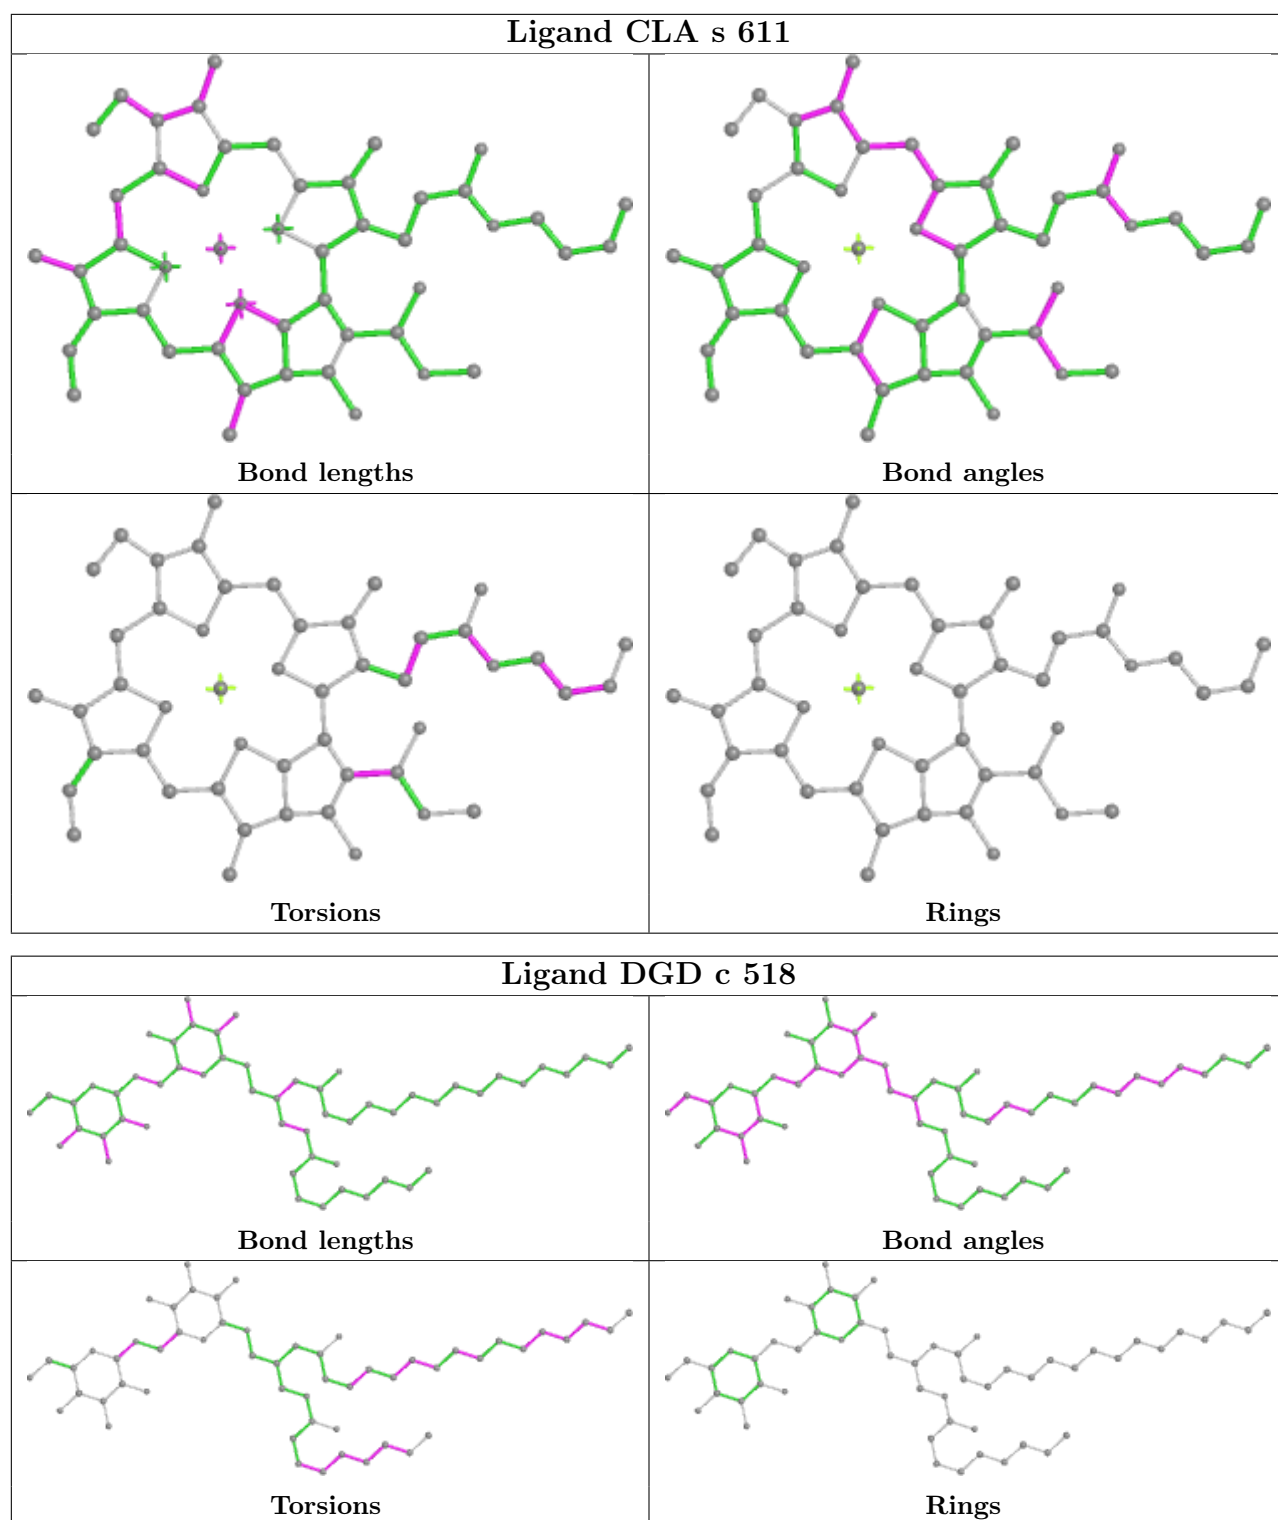 Ligand CLA s 611
Bond lengths
Bond angles
Torsions
Rings
Ligand DGD c 518
Bond lengths
Bond angles
Torsions
Rings